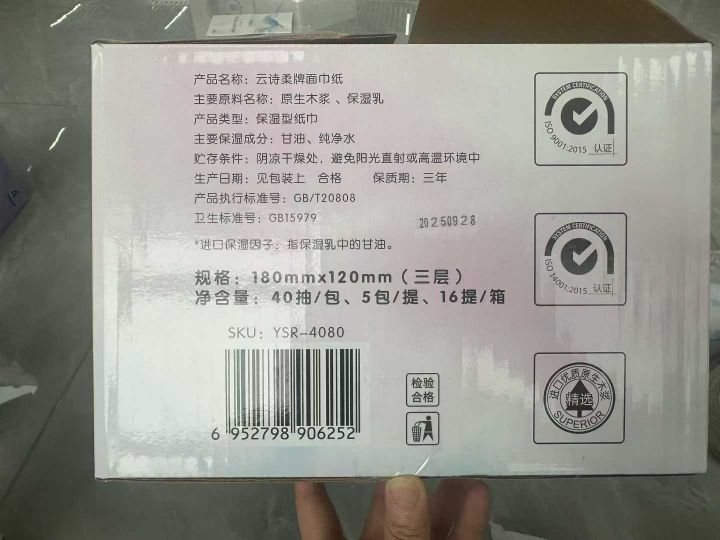 产品名称：云诗柔牌面巾纸
主要原料名称：原生木浆 、保湿乳
产品类型：保湿型纸巾
主要保湿成分：甘油、纯净水
贮存条件：阴凉干燥处，避免阳光直射或高温环境中
生产日期：见包装上 合格 保质期：三年
产品执行标准号：GB/T20808
卫生标准号：GB15979
20250928
*进口保湿因子：指保湿乳中的甘油。
规格：180mmx120mm（三层）
净含量：40抽/包、5包/提、16提/箱
SKU：YSR-4080
6 952798 906252
检验
合格
SYSTEM CERTIFICATION
ISO 9001:2015 认证
SYSTEM CERTIFICATION
ISO 14001:2015 认证
进口优质原生木浆
精选
SUPERIOR